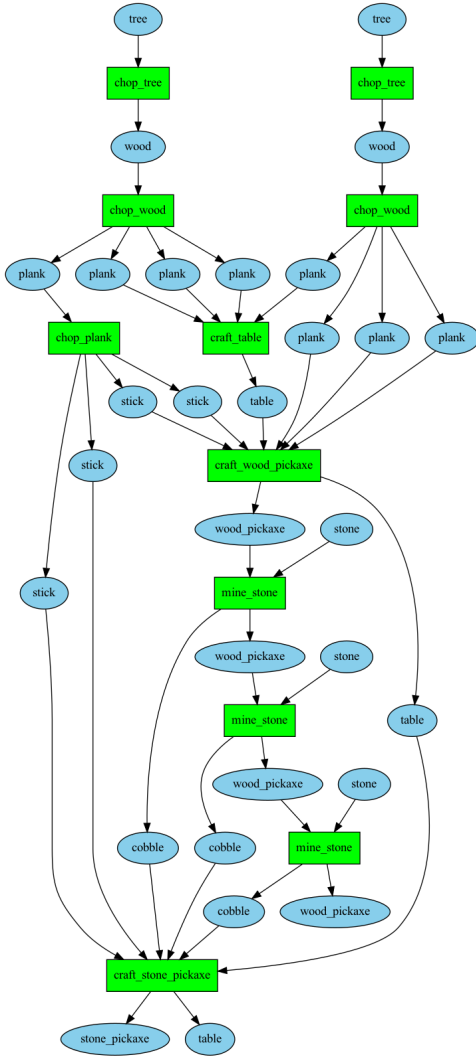 tree
tree
chop_tree
chop_tree
wood
wood
chop_wood
chop_wood
plank
plank
plank
plank
plank
chop_plank
craft_table
plank
plank
plank
stick
stick
table
stick
craft_wood_pickaxe
wood_pickaxe
stone
stick
mine_stone
wood_pickaxe
stone
mine_stone
table
wood_pickaxe
stone
cobble
cobble
mine_stone
cobble
wood_pickaxe
craft_stone_pickaxe
stone_pickaxe
table